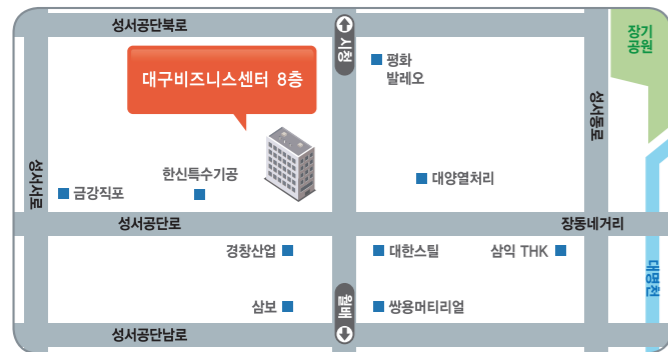 성서공단북로
시청
장기
공원
평화
발레오
대구비즈니스센터 8층
성서동로
성서서로
한신특수기공
대양열처리
금강직포
성서공단로
장동네거리
경창산업
대한스틸
삼익 THK
대명천
삼보
월배
쌍용머티리얼
성서공단남로